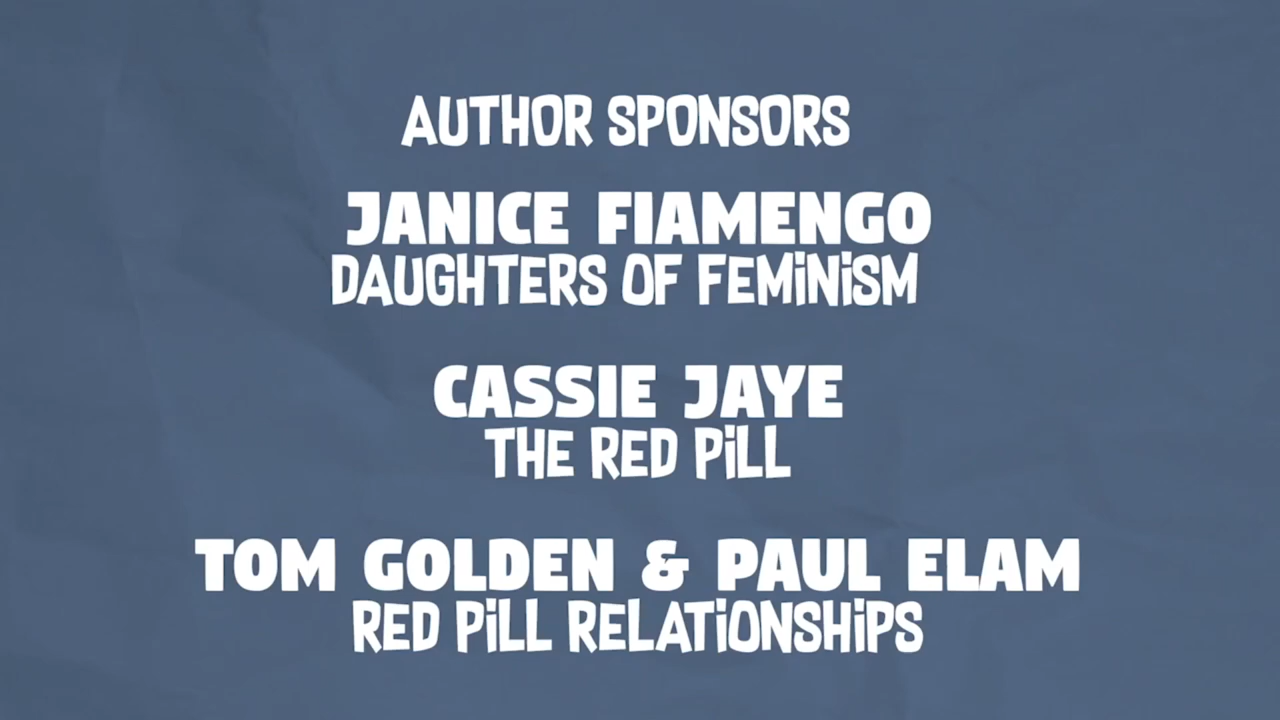 AUTHOR SPONSORS
JANICE FIAMENGO
DAUGHTERS OF FEMiNiSM
CASSIE JAYE
THE RED PiLL
TOM GOLDEN & PAUL ELAM
RED PiLL RELATiONSHiPS